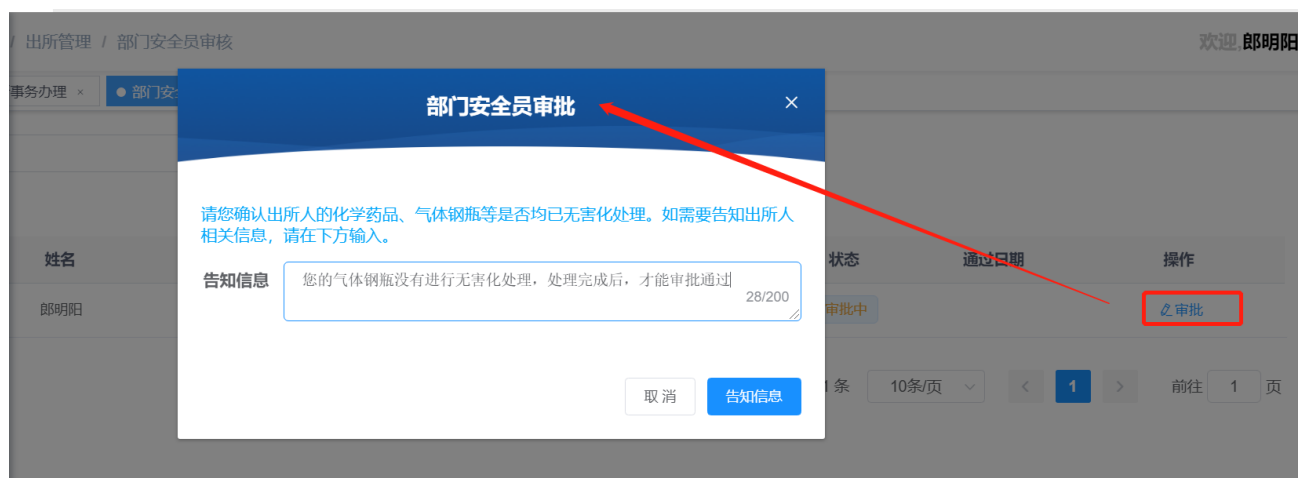 / 出所管理 / 部门安全员审核
欢迎,郎明阳
事务办理 ×
部门安全
部门安全员审批
请您确认出所人的化学药品、气体钢瓶等是否均已无害化处理。如需要告知出所人
相关信息，请在下方输入。
告知信息
您的气体钢瓶没有进行无害化处理，处理完成后，才能审批通过
28/200
取 消
告知信息
姓名
状态
通过日期
操作
郎明阳
审批中
审批
条
10条/页
<
1
>
前往
1
页